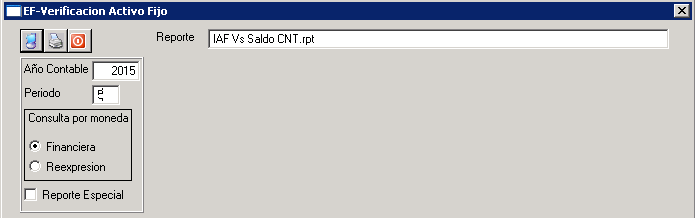 EF-Verificacion Activo Fijo
Reporte IAF Vs Saldo CNT.rpt
Año Contable 2015
Periodo
Consulta por moneda
Financiera
Reexpresion
Reporte Especial